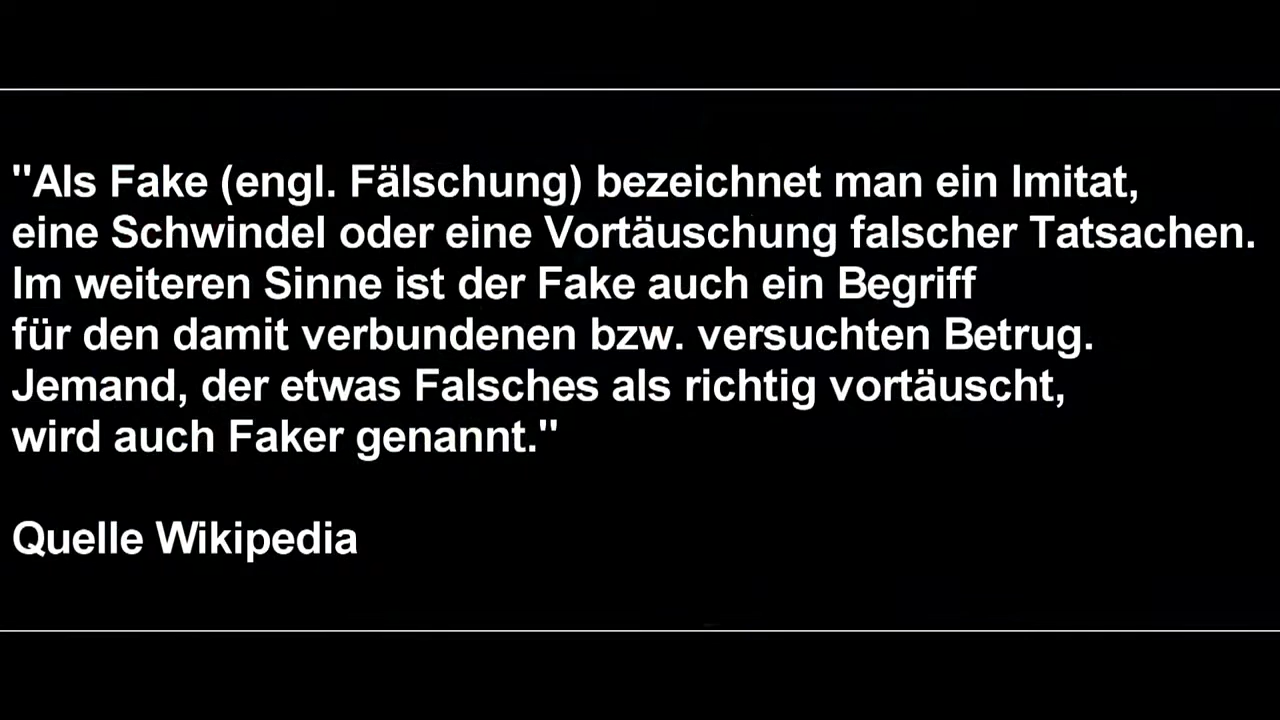 "Als Fake (engl. Fälschung) bezeichnet man ein Imitat,
eine Schwindel oder eine Vortäuschung falscher Tatsachen.
Im weiteren Sinne ist der Fake auch ein Begriff
für den damit verbundenen bzw. versuchten Betrug.
Jemand, der etwas Falsches als richtig vortäuscht,
wird auch Faker genannt."
Quelle Wikipedia